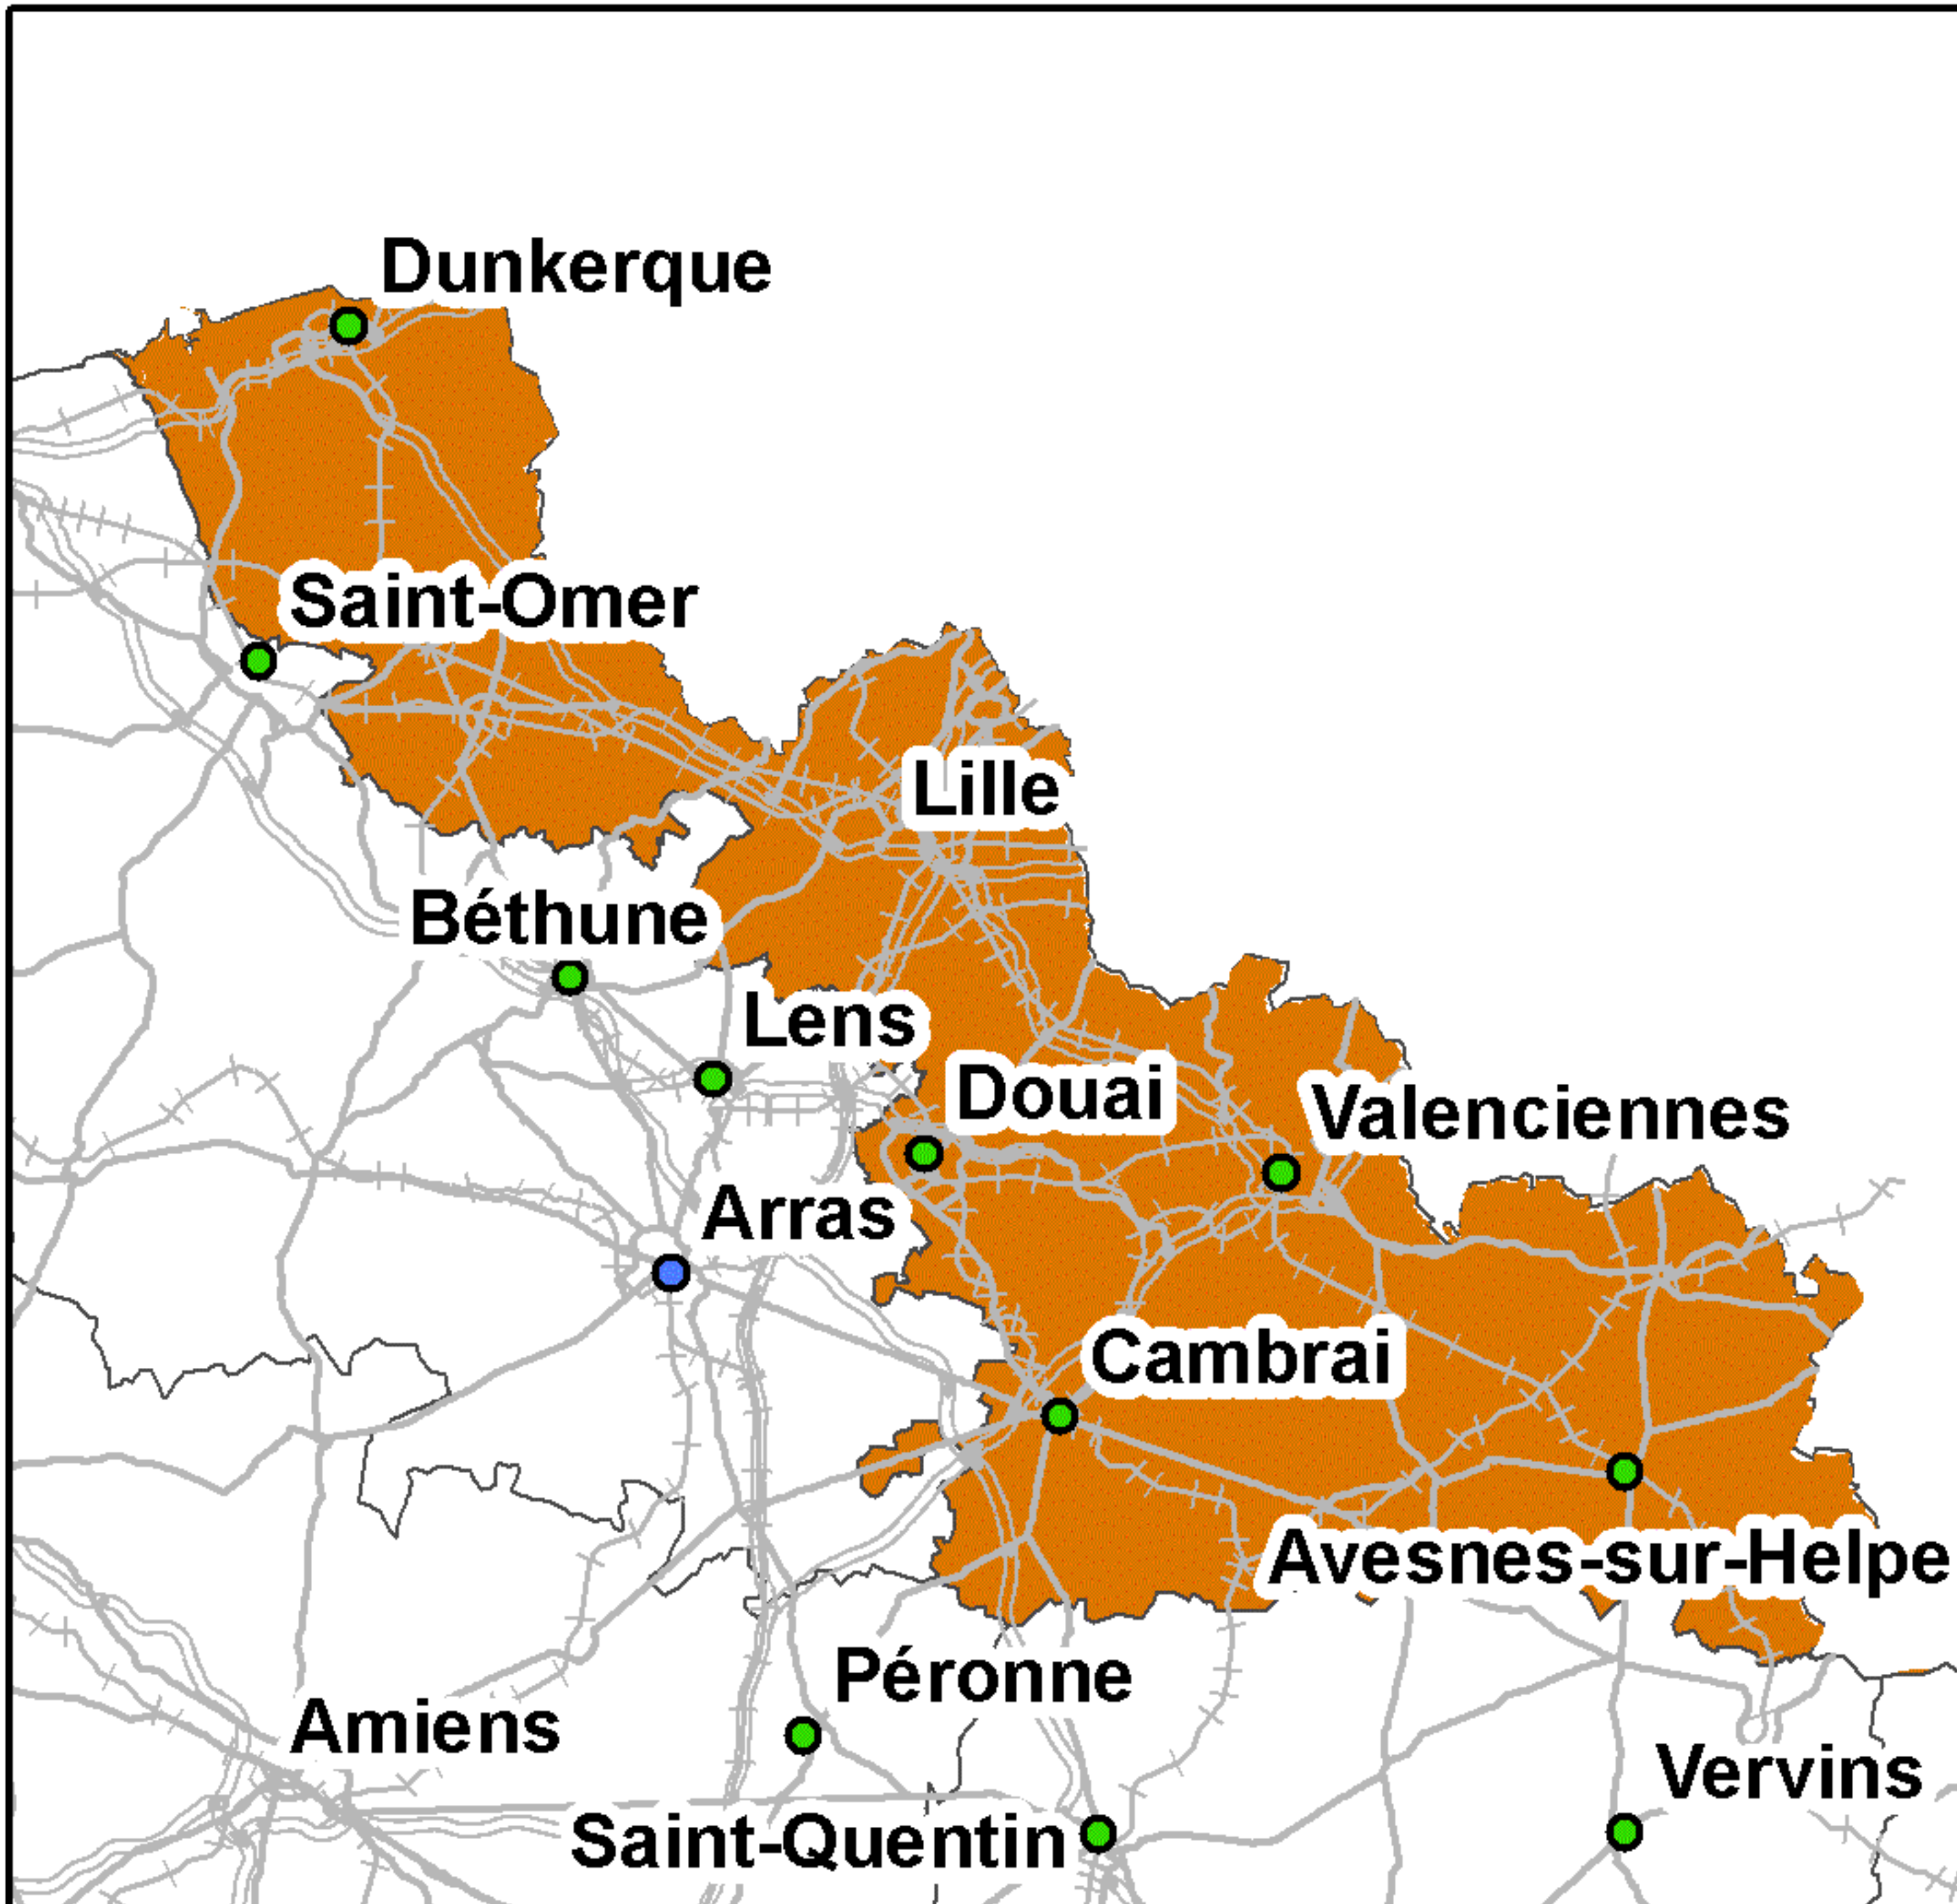 Dunkerque
Saint-Omer
Lille
Béthune
Lens
Douai
Valenciennes
Arras
Cambrai
Avesnes-sur-Helpe
Péronne
Amiens
Vervins
Saint-Quentin